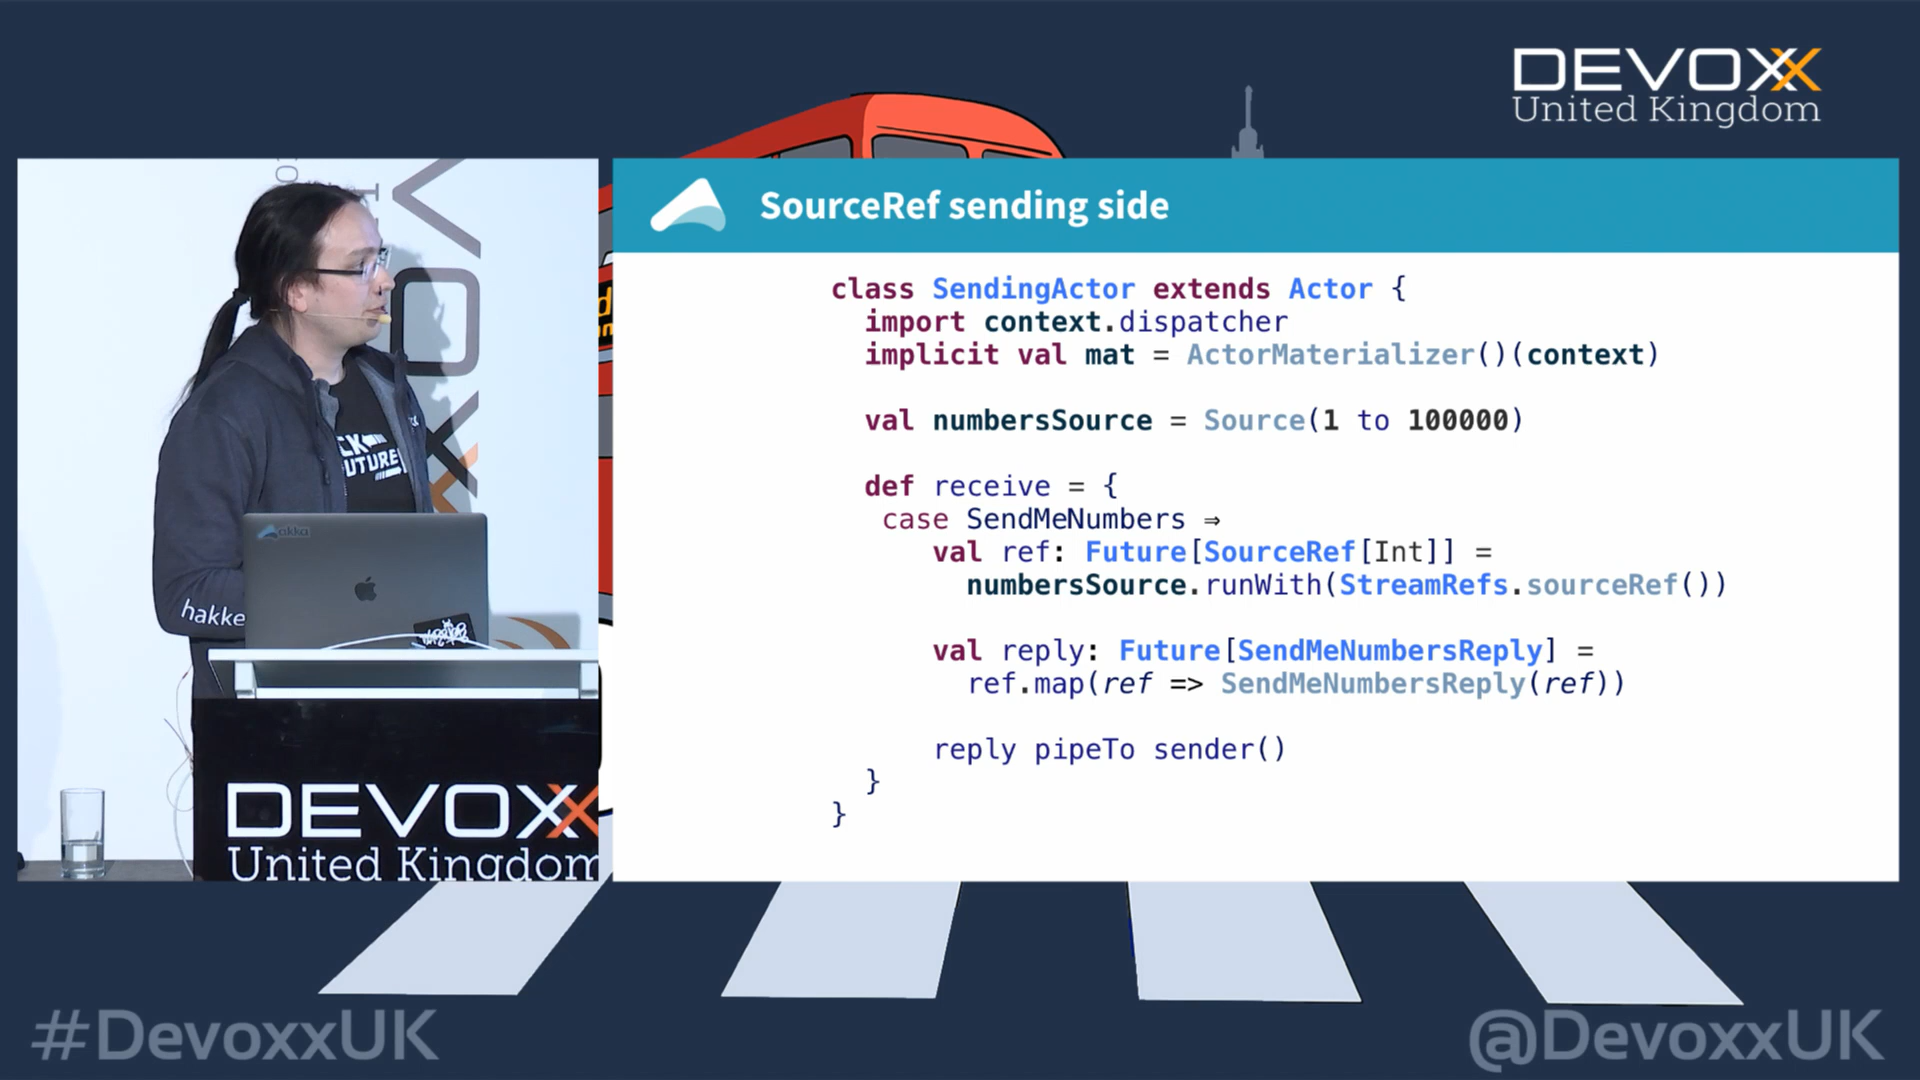 DEVOXX
United Kingdom
SourceRef sending side
class SendingActor extends Actor {
import context.dispatcher
implicit val mat = ActorMaterializer()(context)
val numbersSource = Source(1 to 100000)
def receive = {
case SendMeNumbers ⇒
val ref: Future[SourceRef[Int]] =
numbersSource.runWith(StreamRefs.sourceRef())
val reply: Future[SendMeNumbersReply] =
ref.map(ref => SendMeNumbersReply(ref))
reply pipeTo sender()
}
}
akka
hakke
DEVOXX
United Kingdom
#DevoxxUK
@DevoxxUK